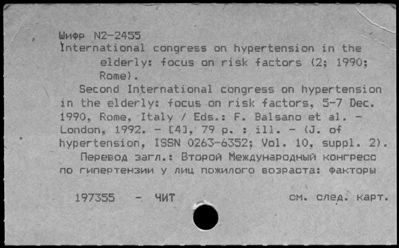 Шифр N2-2455
International congress on hypertension in the
elderly: focus on risk factors (2; 1990;
Rome).
Second International congress on hypertension
in the elderly: focus on risk factors, 5-7 Dec.
1990, Rome, Italy / Eds.: F. Balsano et al. -
London, 1992. - [4], 79 p. : ill. - (J. of
hypertension, ISSN 0263-6352; Vol. 10, suppl. 2).
Перевод загл.: Второй Международный конгресс
по гипертензии у лиц пожилого возраста: факторы
197355 - ЧИТ см. след. карт.